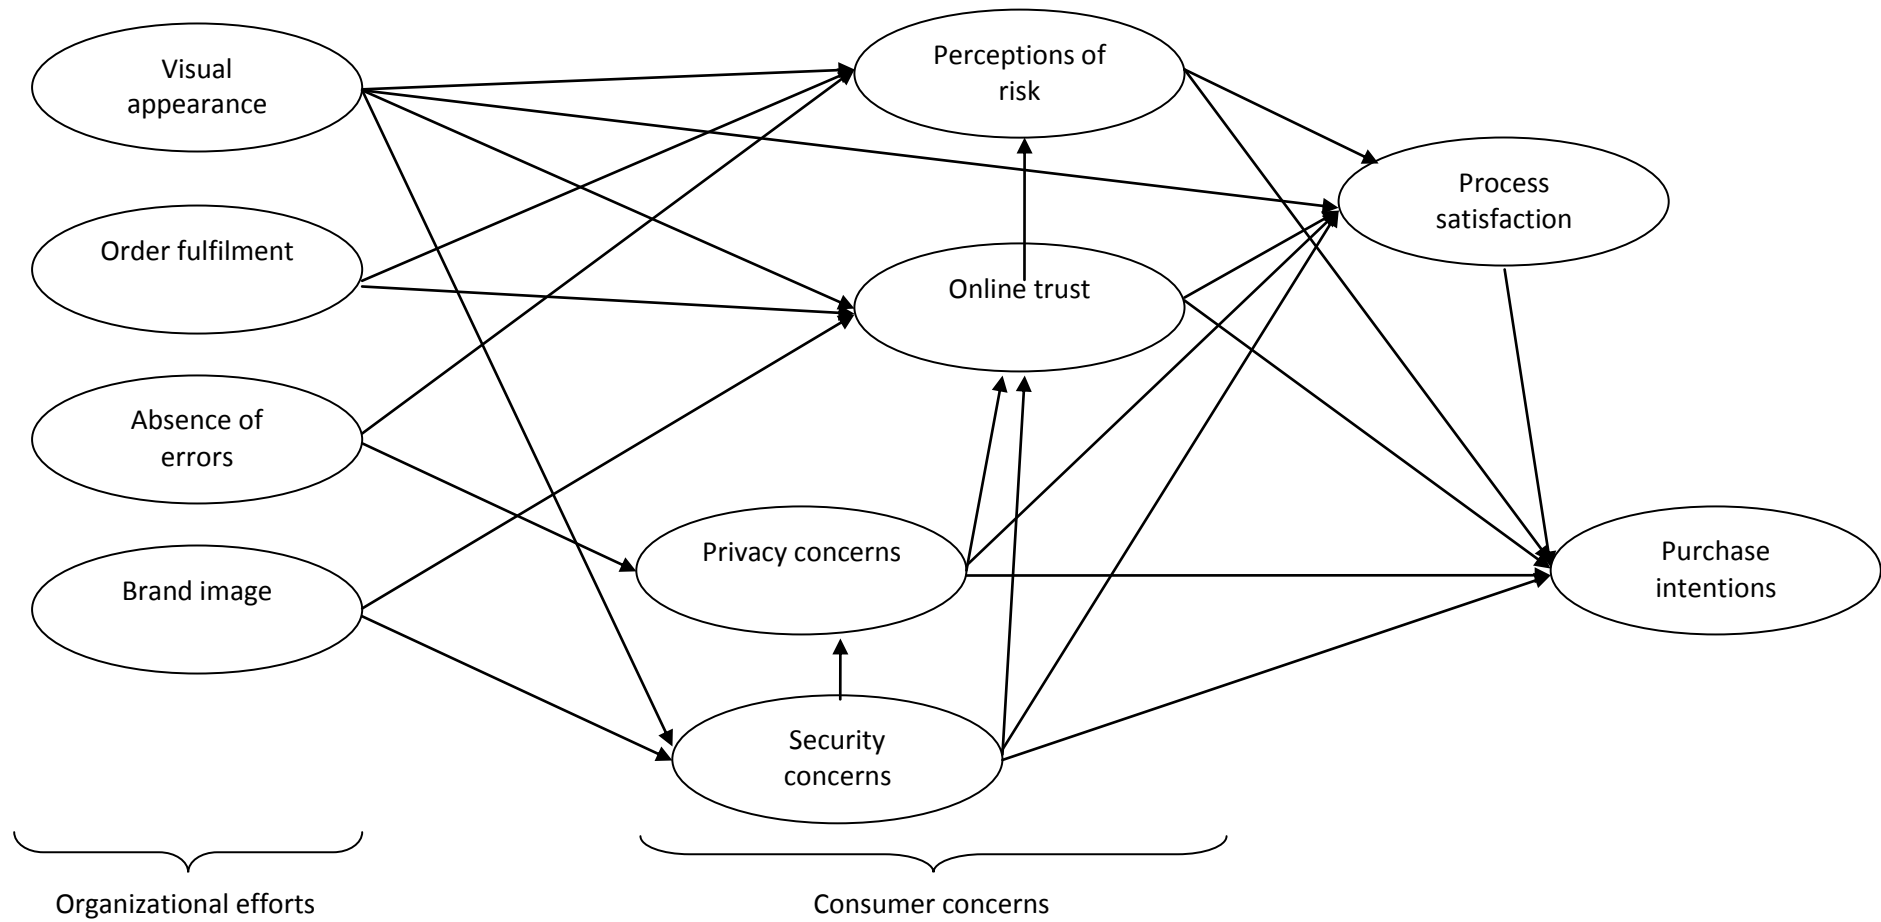 Visual
appearance
Order fulfilment
Absence of
errors
Brand image
Perceptions of
risk
Online trust
Privacy concerns
Security
concerns
Process
satisfaction
Purchase
intentions
Organizational efforts
Consumer concerns